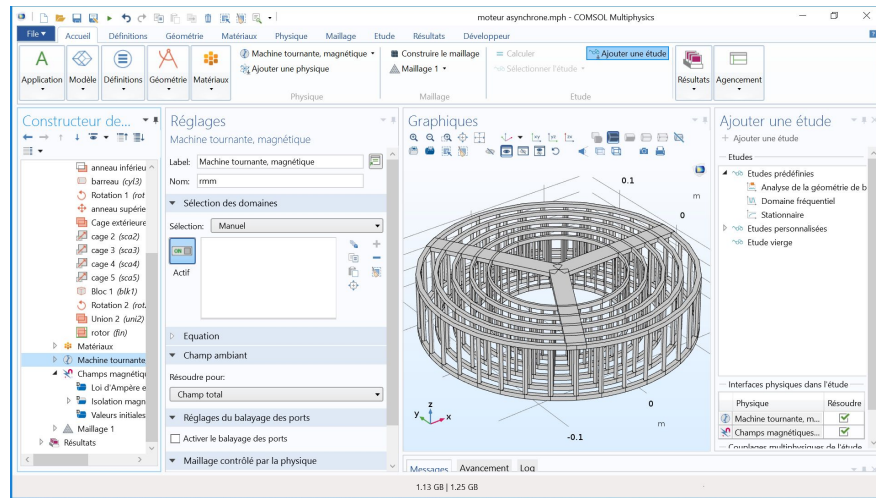 moteur asynchrone.mph - COMSOL Multiphysics
File
Accueil
Définitions
Géométrie
Matériaux
Physique
Maillage
Etude
Résultats
Développeur
Application
Modèle
Définitions
Géométrie
Matériaux
Machine tournante, magnétique
Ajouter une physique
Physique
Construire le maillage
Maillage 1
Maillage
Calculer
Sélectionner l'étude
Ajouter une étude
Etude
Résultats
Agencement
Constructeur de...
anneau inférieu
barreau (cyl3)
Rotation 1 (rot
anneau supérie
Cage extérieure
cage 2 (sca2)
cage 3 (sca3)
cage 4 (sca4)
cage 5 (sca5)
Bloc 1 (blk1)
Rotation 2 (rot.
Union 2 (uni2)
rotor (fin)
Matériaux
Machine tournante
Champs magnétiq
Loi d'Ampère e
Isolation magn
Valeurs initiales
Maillage 1
Résultats
Réglages
Machine tournante, magnétique
Label: Machine tournante, magnétique
Nom: rmm
Sélection des domaines
Sélection: Manuel
ON
Actif
Equation
Champ ambiant
Résoudre pour:
Champ total
Réglages du balayage des ports
Activer le balayage des ports
Maillage contrôlé par la physique
Graphiques
0.1
m
0
z
y
x
0
m
-0.1
Messages Avancement Log
Ajouter une étude
+ Ajouter une étude
Etudes
Etudes prédéfinies
Analyse de la géométrie de b
Domaine fréquentiel
Stationnaire
Etudes personnalisées
Etude vierge
Interfaces physiques dans l'étude
Physique Résoudre
Machine tournante, m...
Champs magnétiques...
Couplages multiphysiques de l'étude
1.13 GB | 1.25 GB